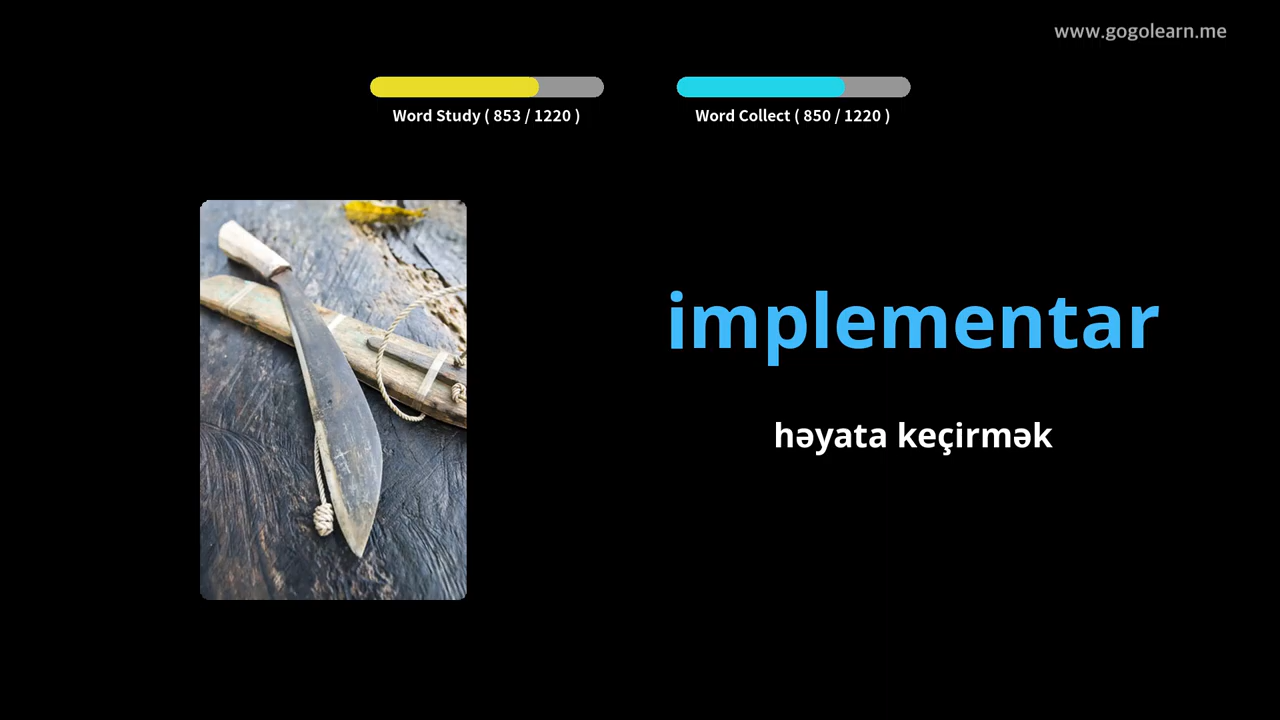 www.gogolearn.me
Word Study ( 853 / 1220 )
Word Collect ( 850 / 1220 )
implementar
həyata keçirmək